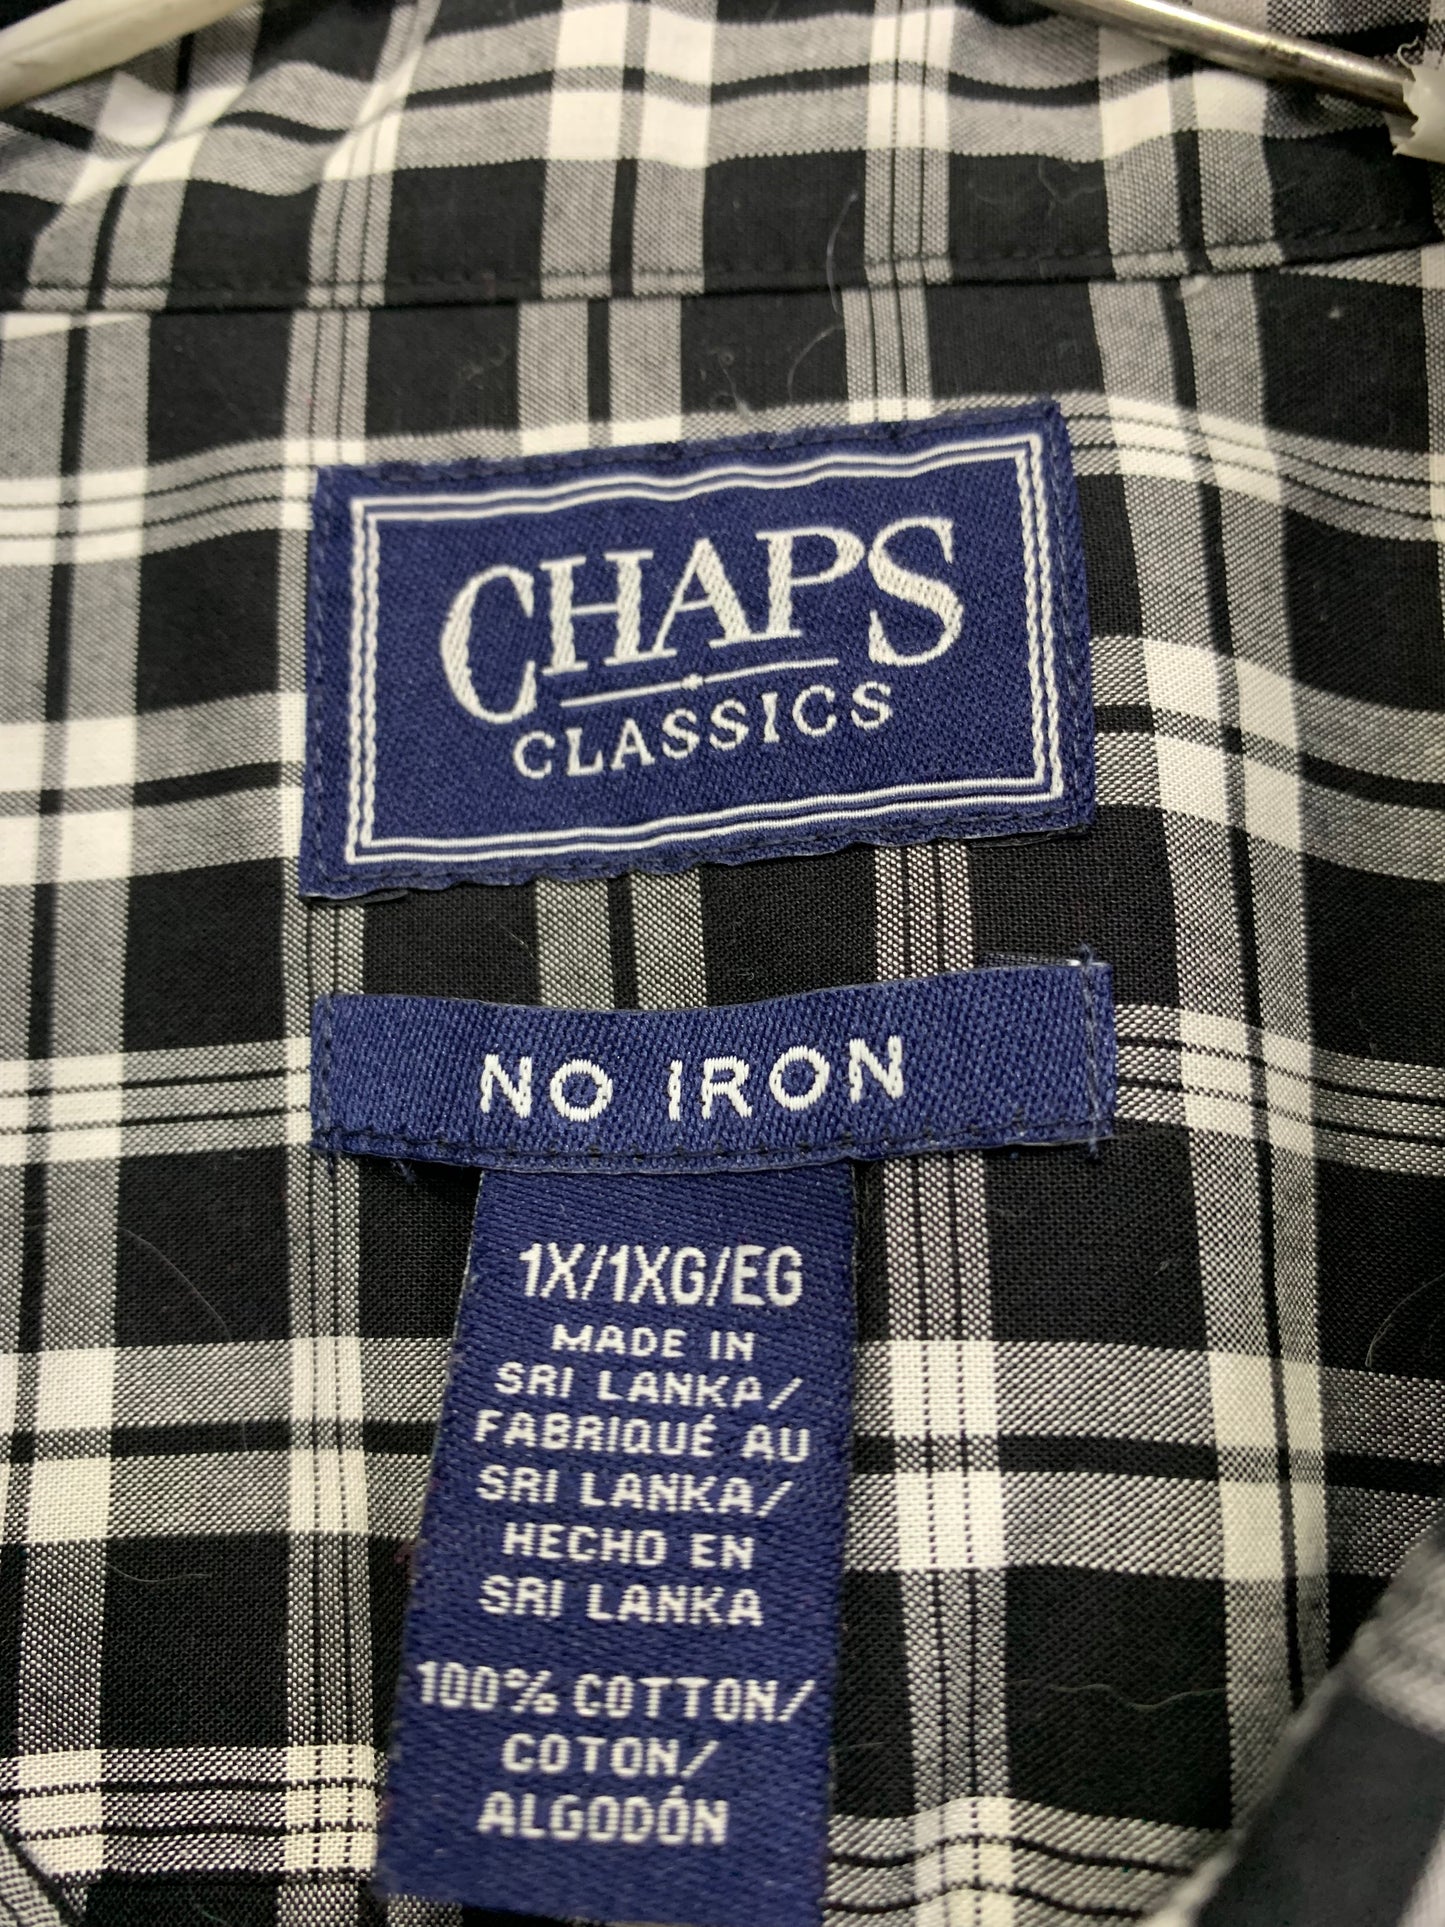 CHAPS
CLASSICS
NO IRON
1X/1XG/EG
MADE IN
SRI LANKA/
FABRIQUÉ AU
SRI LANKA/
HECHO EN
SRI LANKA
100% COTTON/
COTON/
ALGODÓN